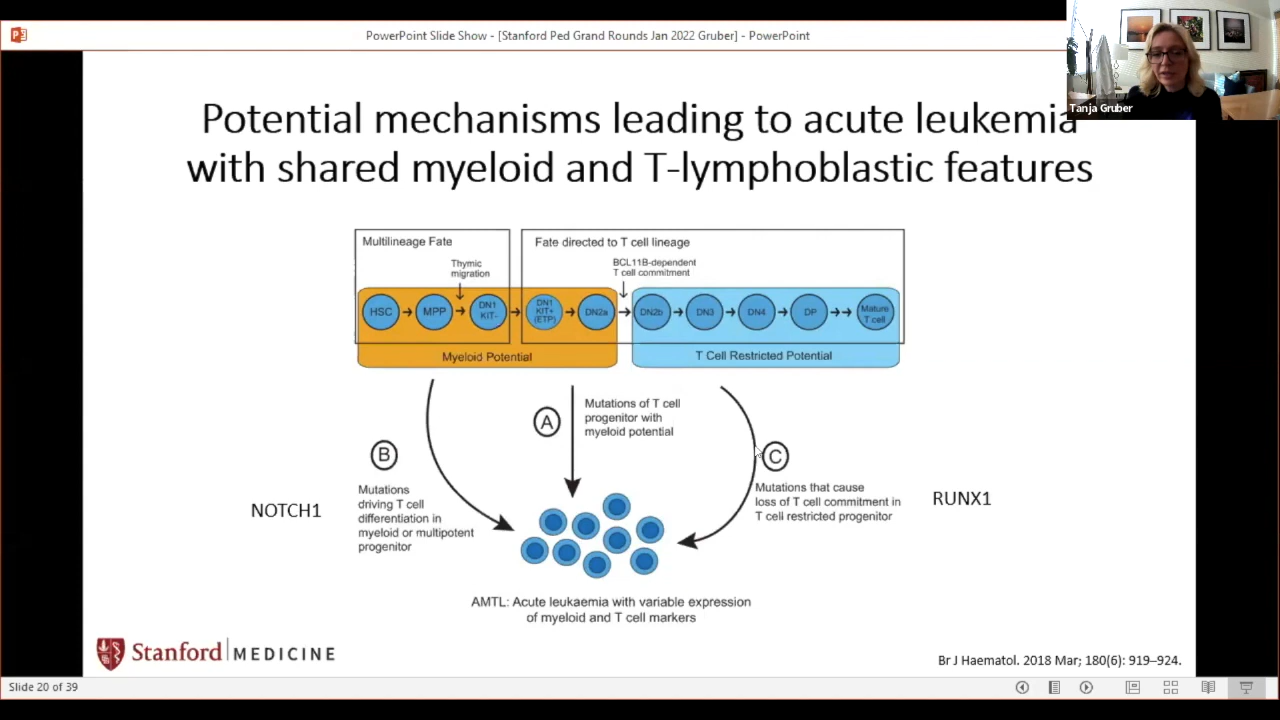 PowerPoint Slide Show - [Stanford Ped Grand Rounds Jan 2022 Gruber] - PowerPoint
Tanja Gruber
Potential mechanisms leading to acute leukemia
with shared myeloid and T-lymphoblastic features
Multilineage Fate
Fate directed to T cell lineage
Thymic
migration
BCL11B-dependent
T cell commitment
HSC
MPP
DN1
KIT-
DN1
KIT+
(ETP)
DN2a
DN2b
DN3
DN4
DP
Mature
T cell
Myeloid Potential
T Cell Restricted Potential
A
Mutations of T cell
progenitor with
myeloid potential
B
Mutations
driving T cell
differentiation in
myeloid or multipotent
progenitor
C
Mutations that cause
loss of T cell commitment in
T cell restricted progenitor
NOTCH1
RUNX1
AMTL: Acute leukaemia with variable expression
of myeloid and T cell markers
Stanford MEDICINE
Br J Haematol. 2018 Mar; 180(6): 919–924.
Slide 20 of 39